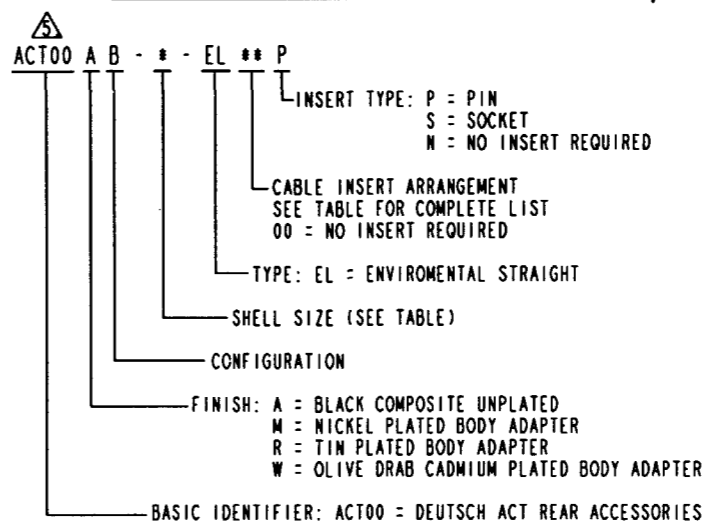 5
ACT00 A B - * - EL ** P
INSERT TYPE: P = PIN
S = SOCKET
N = NO INSERT REQUIRED
CABLE INSERT ARRANGEMENT
SEE TABLE FOR COMPLETE LIST
00 = NO INSERT REQUIRED
TYPE: EL = ENVIROMENTAL STRAIGHT
SHELL SIZE (SEE TABLE)
CONFIGURATION
FINISH: A = BLACK COMPOSITE UNPLATED
M = NICKEL PLATED BODY ADAPTER
R = TIN PLATED BODY ADAPTER
W = OLIVE DRAB CADMIUM PLATED BODY ADAPTER
BASIC IDENTIFIER: ACT00 = DEUTSCH ACT REAR ACCESSORIES